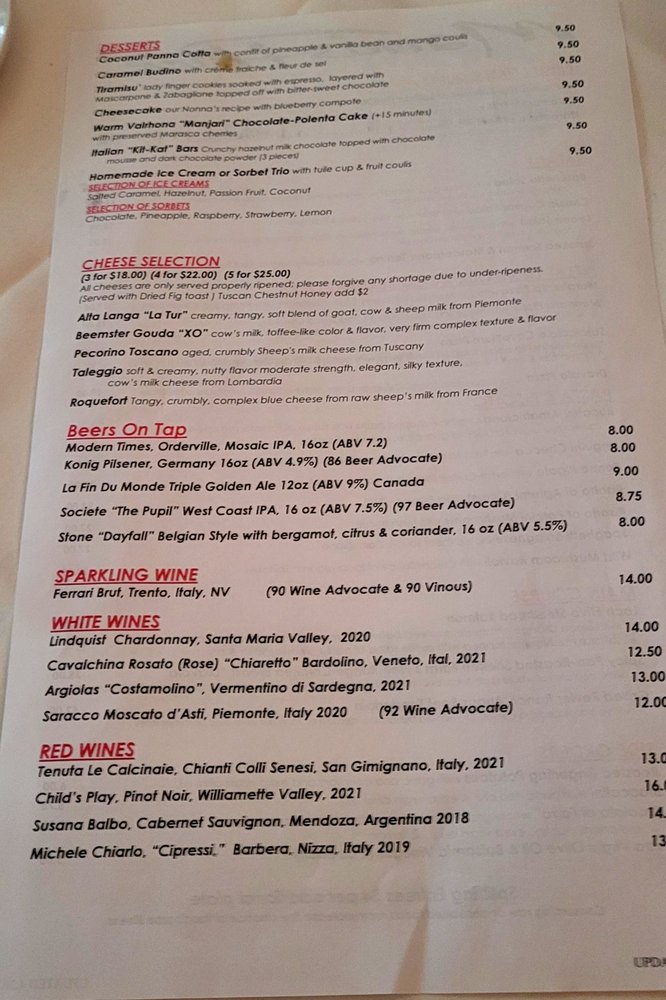 DESSERTS
Coconut Panna Cotta with confit of pineapple & vanilla bean and mango coulis 9.50
Caramel Budino with crème fraiche & fleur de sel 9.50
Tiramisu' lady finger cookies soaked with espresso, layered with 9.50
Mascarpone & Zabaglione topped off with bitter-sweet chocolate
Cheesecake our Nonna's recipe with blueberry compote 9.50
Warm Valrhona "Manjari" Chocolate-Polenta Cake (+15 minutes) 9.50
with preserved Marasca cherries
Italian "Kit-Kat" Bars Crunchy hazelnut milk chocolate topped with chocolate 9.50
mousse and dark chocolate powder (3 pieces)
Homemade Ice Cream or Sorbet Trio with tuile cup & fruit coulis 9.50
SELECTION OF ICE CREAMS
Salted Caramel, Hazelnut, Passion Fruit, Coconut
SELECTION OF SORBETS
Chocolate, Pineapple, Raspberry, Strawberry, Lemon
CHEESE SELECTION
(3 for $18.00) (4 for $22.00) (5 for $25.00)
All cheeses are only served properly ripened; please forgive any shortage due to under-ripeness.
(Served with Dried Fig toast ) Tuscan Chestnut Honey add $2
Alta Langa "La Tur" creamy, tangy, soft blend of goat, cow & sheep milk from Piemonte
Beemster Gouda "XO" cow's milk, toffee-like color & flavor, very firm complex texture & flavor
Pecorino Toscano aged, crumbly Sheep's milk cheese from Tuscany
Taleggio soft & creamy, nutty flavor moderate strength, elegant, silky texture,
cow's milk cheese from Lombardia
Roquefort Tangy, crumbly, complex blue cheese from raw sheep's milk from France
Beers On Tap
Modern Times, Orderville, Mosaic IPA, 16oz (ABV 7.2) 8.00
Konig Pilsener, Germany 16oz (ABV 4.9%) (86 Beer Advocate) 8.00
La Fin Du Monde Triple Golden Ale 12oz (ABV 9%) Canada 9.00
Societe "The Pupil" West Coast IPA, 16 oz (ABV 7.5%) (97 Beer Advocate) 8.75
Stone "Dayfall" Belgian Style with bergamot, citrus & coriander, 16 oz (ABV 5.5%) 8.00
SPARKLING WINE
Ferrari Brut, Trento, Italy, NV (90 Wine Advocate & 90 Vinous) 14.00
WHITE WINES
Lindquist Chardonnay, Santa Maria Valley, 2020 14.00
Cavalchina Rosato (Rose) "Chiaretto" Bardolino, Veneto, Ital, 2021 12.50
Argiolas "Costamolino", Vermentino di Sardegna, 2021 13.00
Saracco Moscato d'Asti, Piemonte, Italy 2020 (92 Wine Advocate) 12.00
RED WINES
Tenuta Le Calcinaie, Chianti Colli Senesi, San Gimignano, Italy, 2021 13.0
Child's Play, Pinot Noir, Williamette Valley, 2021 16.
Susana Balbo, Cabernet Sauvignon, Mendoza, Argentina 2018 14.
Michele Chiarlo, "Cipressi," Barbera, Nizza, Italy 2019 13
UPDA